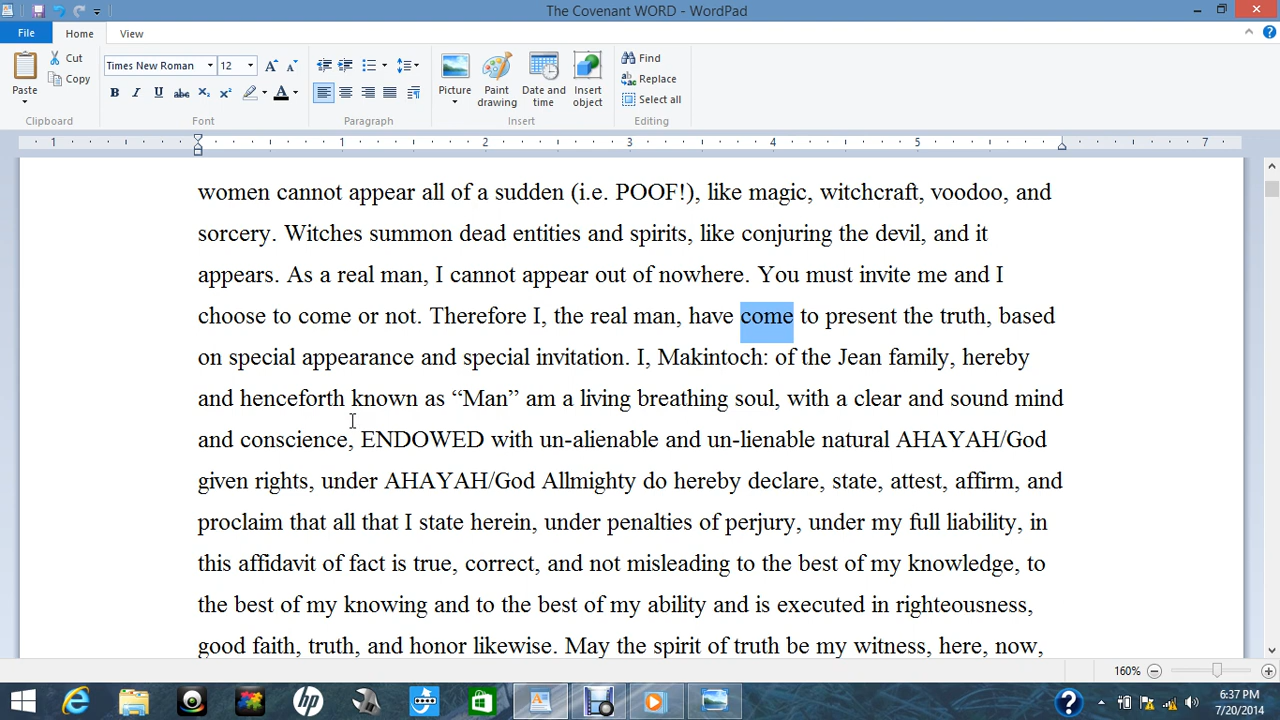 The Covenant WORD - WordPad
File
Home
View
Paste
Cut
Copy
Clipboard
Times New Roman
12
Font
Paragraph
Picture
Paint drawing
Date and time
Insert object
Insert
Find
Replace
Select all
Editing
1 1 2 3 4 5 6 7
women cannot appear all of a sudden (i.e. POOF!), like magic, witchcraft, voodoo, and
sorcery. Witches summon dead entities and spirits, like conjuring the devil, and it
appears. As a real man, I cannot appear out of nowhere. You must invite me and I
choose to come or not. Therefore I, the real man, have come to present the truth, based
on special appearance and special invitation. I, Makintoch: of the Jean family, hereby
and henceforth known as “Man” am a living breathing soul, with a clear and sound mind
and conscience, ENDOWED with un-alienable and un-lienable natural AHAYAH/God
given rights, under AHAYAH/God Allmighty do hereby declare, state, attest, affirm, and
proclaim that all that I state herein, under penalties of perjury, under my full liability, in
this affidavit of fact is true, correct, and not misleading to the best of my knowledge, to
the best of my knowing and to the best of my ability and is executed in righteousness,
good faith, truth, and honor likewise. May the spirit of truth be my witness, here, now,
160%
6:37 PM
7/20/2014